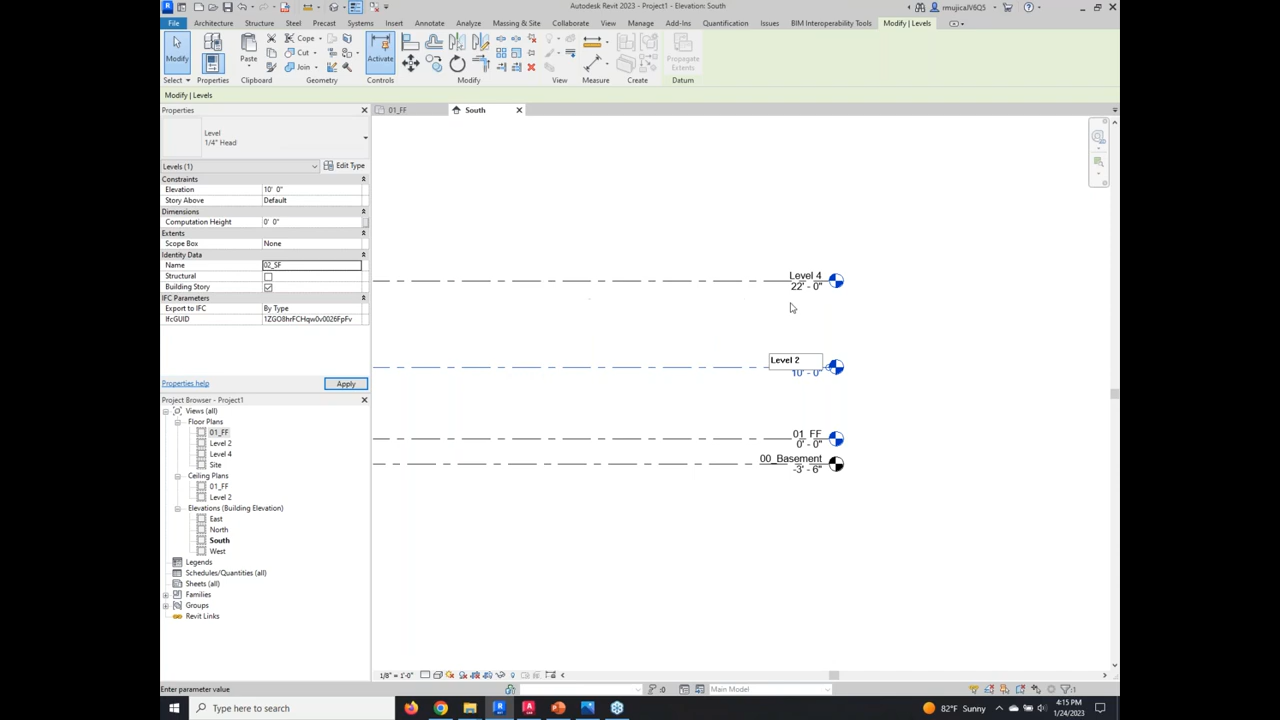 Autodesk Revit 2023 - Project1 - Elevation: South
rmujicaJV6Q5
File Architecture Structure Steel Precast Systems Insert Annotate Analyze Massing & Site Collaborate View Manage Add-Ins Quantification Issues BIM Interoperability Tools Modify | Levels
Modify
Paste
Cope
Cut
Join
Activate
Propagate
Extents
Select Properties Clipboard Geometry Controls Modify View Measure Create Datum
Modify | Levels
Properties
01_FF
South
Level
1/4" Head
Levels (1)
Edit Type
Constraints
Elevation 10' 0"
Story Above Default
Dimensions
Computation Height 0' 0"
Extents
Scope Box None
Identity Data
Name 02_SF
Structural
Building Story
IFC Parameters
Export to IFC By Type
IfcGUID 1ZGO8hrFCHqw0v0026FpFv
Properties help
Apply
Project Browser - Project1
Views (all)
Floor Plans
01_FF
Level 2
Level 4
Site
Ceiling Plans
01_FF
Level 2
Elevations (Building Elevation)
East
North
South
West
Legends
Schedules/Quantities (all)
Sheets (all)
Families
Groups
Revit Links
Level 4
22' - 0"
Level 2
10' - 0"
01_FF
0' - 0"
00_Basement
-3' - 6"
1/8" = 1'-0"
Enter parameter value
:0
Main Model
:1
Type here to search
82°F Sunny
4:15 PM
1/24/2023